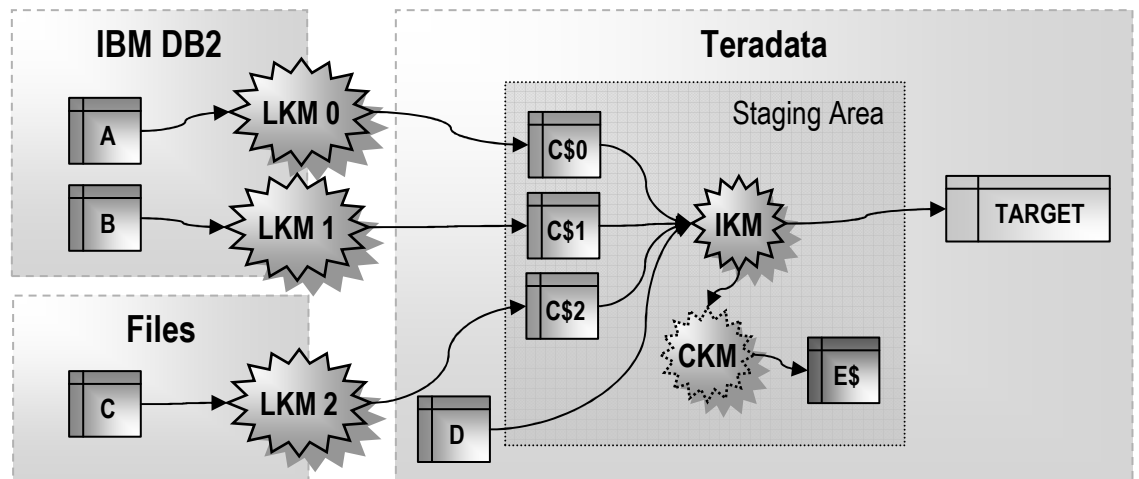 IBM DB2
A
LKM 0
B
LKM 1
Files
C
LKM 2
Teradata
Staging Area
C$0
C$1
C$2
D
IKM
CKM
E$
TARGET